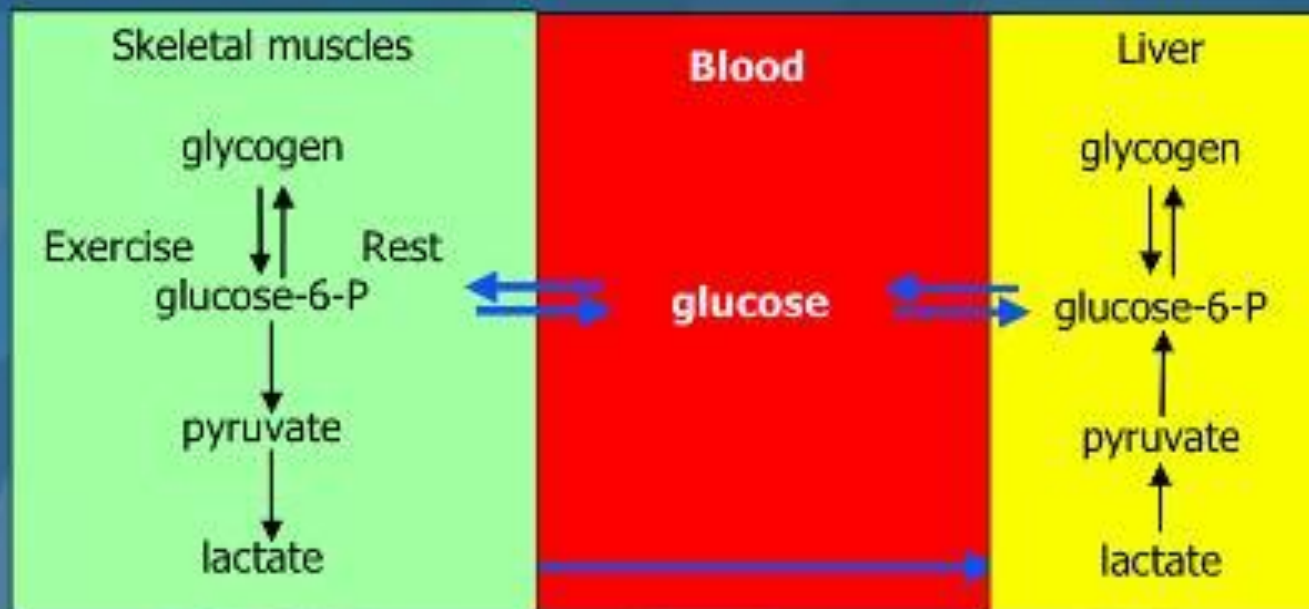 Skeletal muscles
glycogen
Exercise
Rest
glucose-6-P
pyruvate
lactate
Blood
glucose
Liver
glycogen
glucose-6-P
pyruvate
lactate